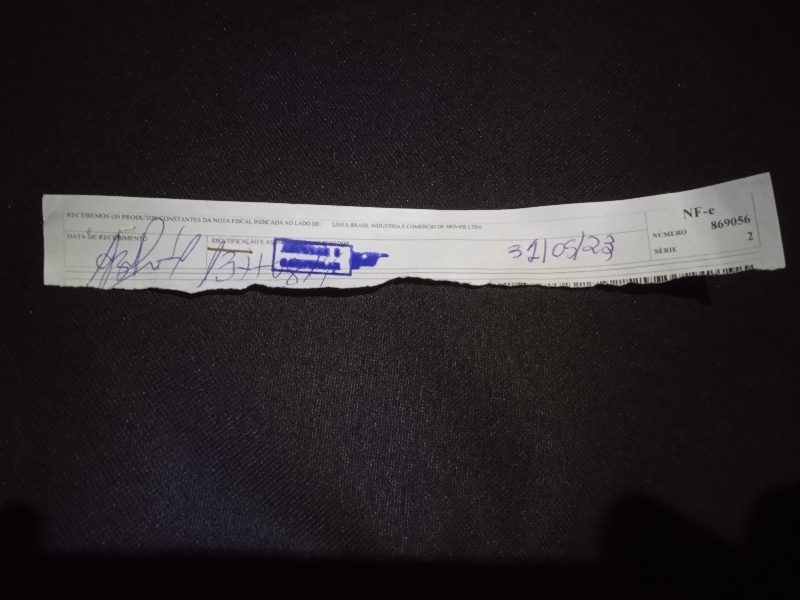 RECEBEMOS OS PRODUTOS CONSTANTES DA NOTA FISCAL INDICADA AO LADO DE LINEA BRASIL INDUSTRIA E COMERCIO DE MOVEIS LTDA
NF-e
NÚMERO 869056
SÉRIE 2
DATA DE RECEBIMENTO
IDENTIFICAÇÃO E
31/05/23